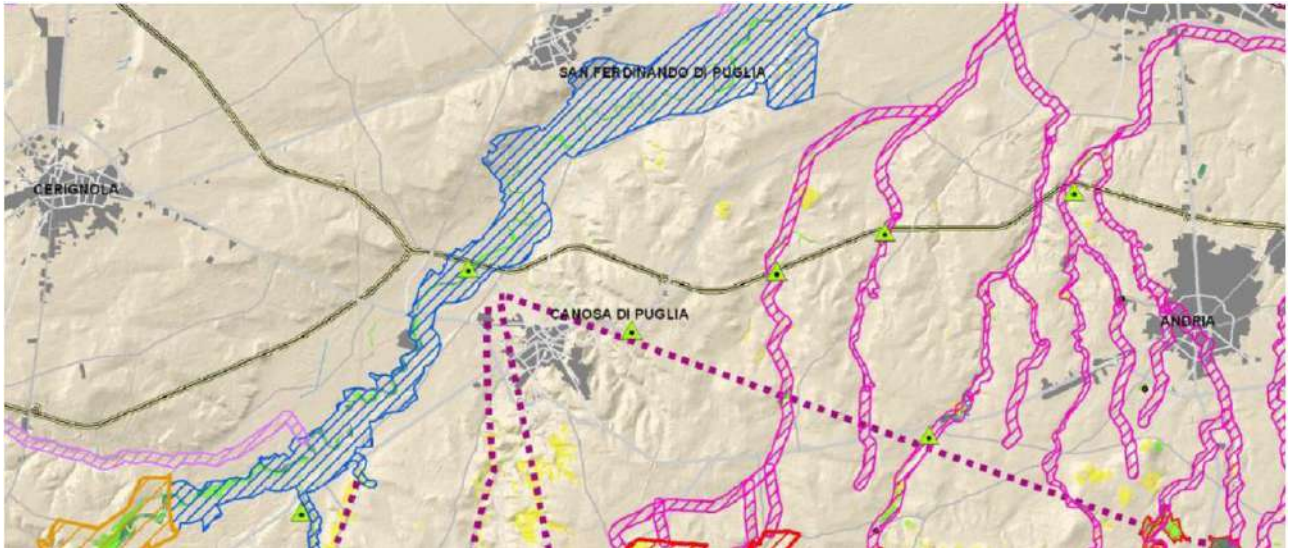 SAN FERDINANDO DI PUGLIA
CERIGNOLA
CANOSA DI PUGLIA
ANDRIA